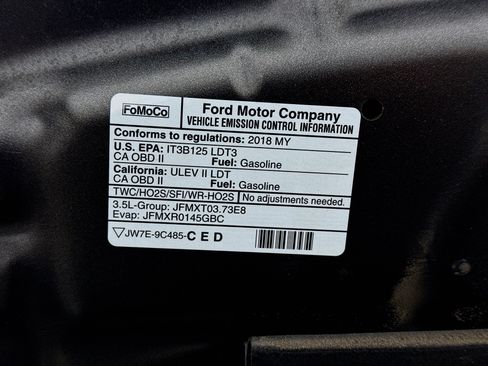 FoMoCo
Ford Motor Company
VEHICLE EMISSION CONTROL INFORMATION
Conforms to regulations: 2018 MY
U.S. EPA: IT3B125 LDT3
CA OBD II Fuel: Gasoline
California: ULEV II LDT
CA OBD II Fuel: Gasoline
TWC/HO2S/SFI/WR-HO2S No adjustments needed.
3.5L-Group: JFMXT03.73E8
Evap: JFMXR0145GBC
JW7E-9C485-CED